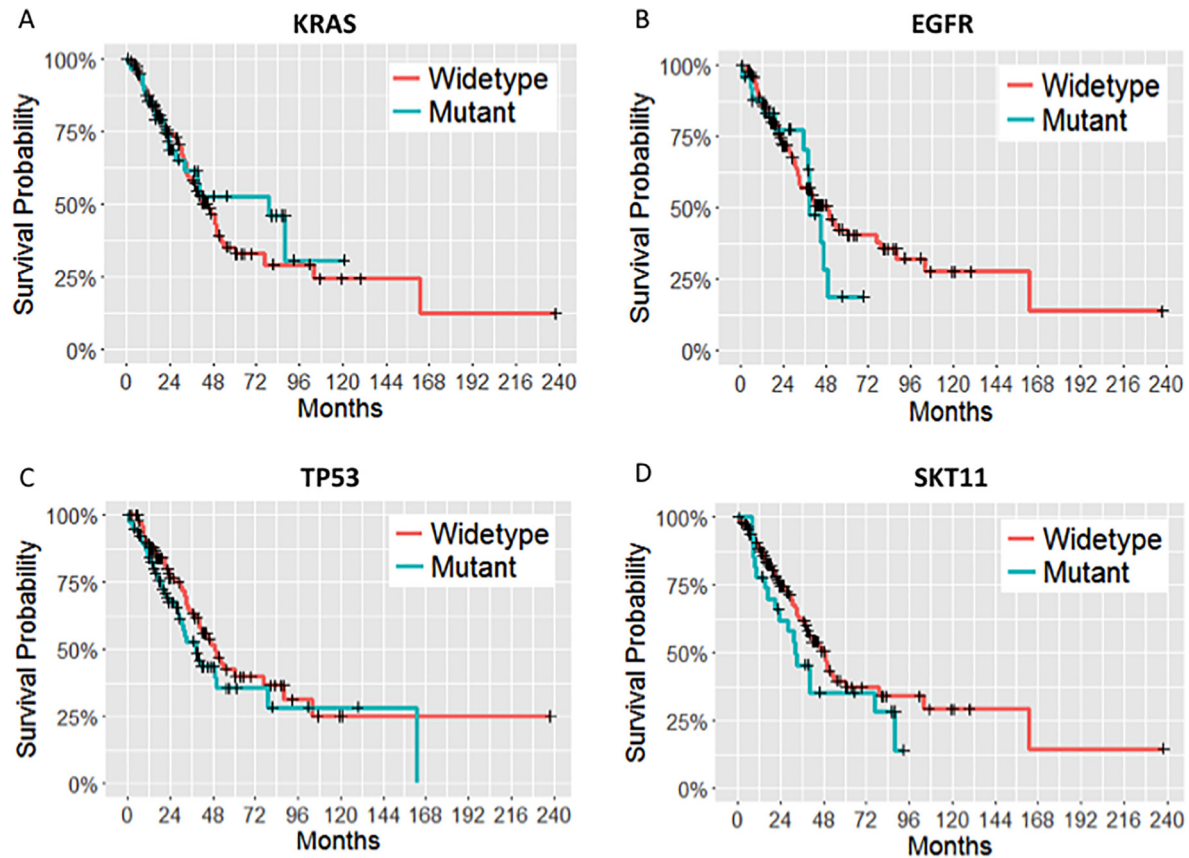 A
KRAS
Survival Probability
100%
75%
50%
25%
0%
Widetype
Mutant
0 24 48 72 96 120 144 168 192 216 240
Months
B
EGFR
Survival Probability
100%
75%
50%
25%
0%
Widetype
Mutant
0 24 48 72 96 120 144 168 192 216 240
Months
C
TP53
Survival Probability
100%
75%
50%
25%
0%
Widetype
Mutant
0 24 48 72 96 120 144 168 192 216 240
Months
D
SKT11
Survival Probability
100%
75%
50%
25%
0%
Widetype
Mutant
0 24 48 72 96 120 144 168 192 216 240
Months